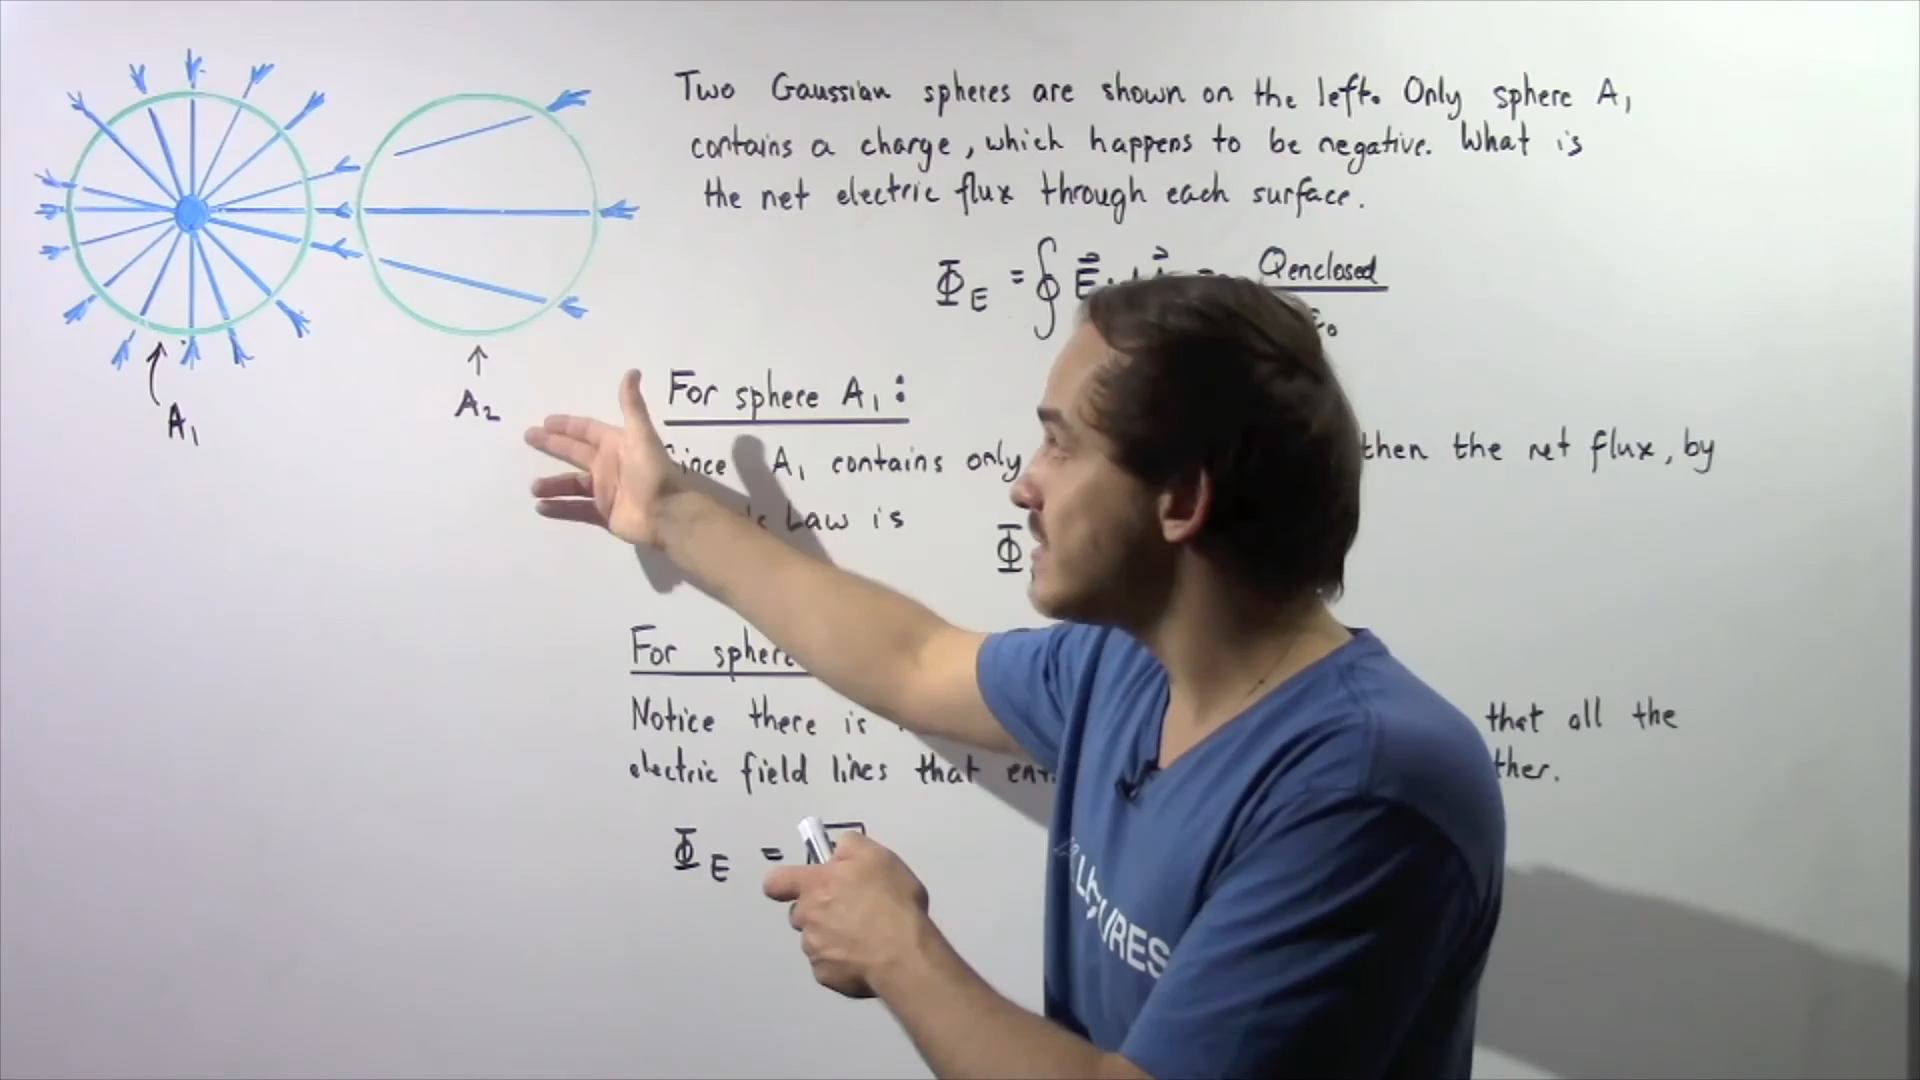 Two Gaussian spheres are shown on the left. Only sphere A₁
contains a charge, which happens to be negative. What is
the net electric flux through each surface.
Φ_E = ∮ E⃗ · Qenclosed
ε₀
For sphere A₁:
Since A₁ contains only then the net flux, by
Law is
Φ
For sphere
Notice there is that all the
electric field lines that
Φ_E =
A₁
A₂